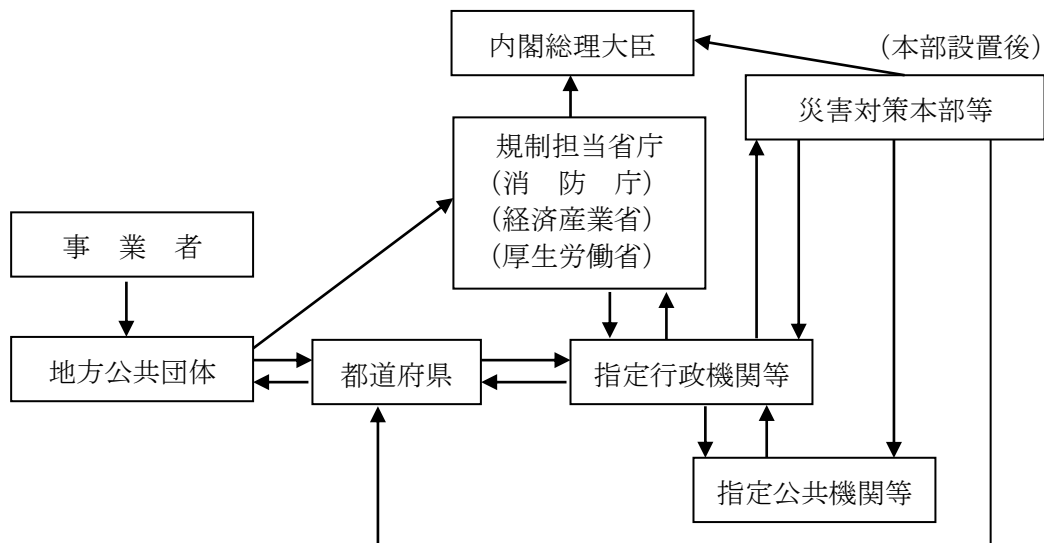 内閣総理大臣
（本部設置後）
災害対策本部等
規制担当省庁
（消　防　庁）
（経済産業省）
（厚生労働省）
事　業　者
地方公共団体
都道府県
指定行政機関等
指定公共機関等